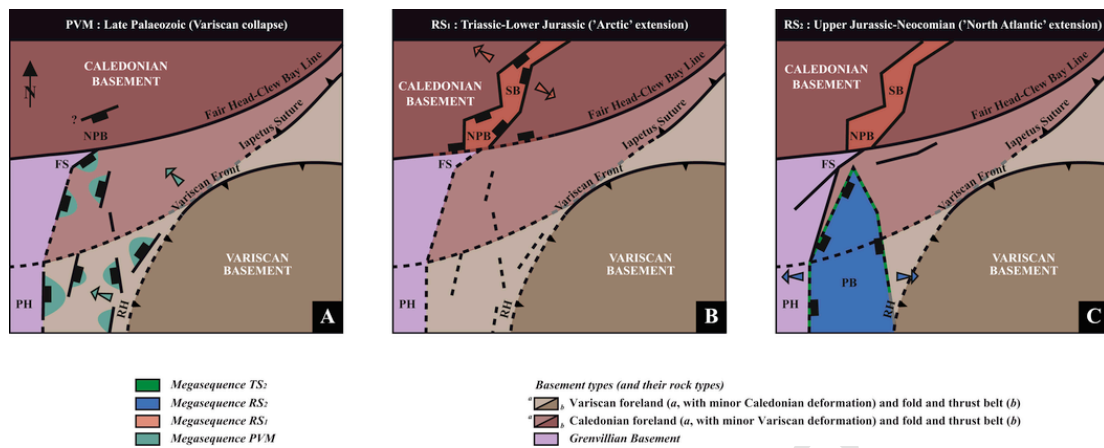 PVM : Late Palaeozoic (Variscan collapse)
CALEDONIAN
BASEMENT
N
?
NPB
Fair Head-Clew Bay Line
Iapetus Suture
FS
Variscan Front
VARISCAN
BASEMENT
PH
RH
A
RS₁ : Triassic-Lower Jurassic ('Arctic' extension)
CALEDONIAN
BASEMENT
SB
NPB
Fair Head-Clew Bay Line
Iapetus Suture
FS
Variscan Front
VARISCAN
BASEMENT
PH
RH
B
RS₂ : Upper Jurassic-Neocomian ('North Atlantic' extension)
CALEDONIAN
BASEMENT
SB
NPB
Fair Head-Clew Bay Line
Iapetus Suture
FS
Variscan Front
VARISCAN
BASEMENT
PB
PH
RH
C
Megasequence TS₂
Megasequence RS₂
Megasequence RS₁
Megasequence PVM
Basement types (and their rock types)
a b Variscan foreland (a, with minor Caledonian deformation) and fold and thrust belt (b)
a b Caledonian foreland (a, with minor Variscan deformation) and fold and thrust belt (b)
Grenvillian Basement